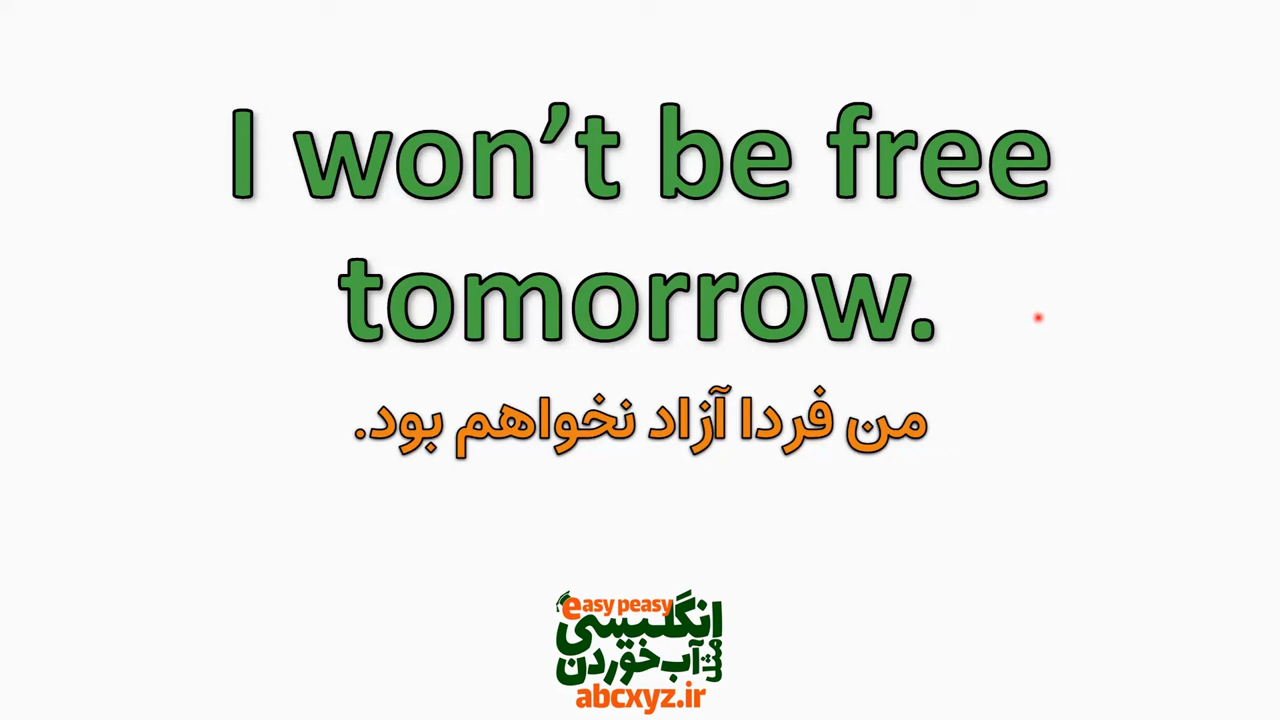 I won’t be free
tomorrow.
من فردا آزاد نخواهم بود.
easy peasy
انگلیسی
مثل آب خوردن
abcxyz.ir